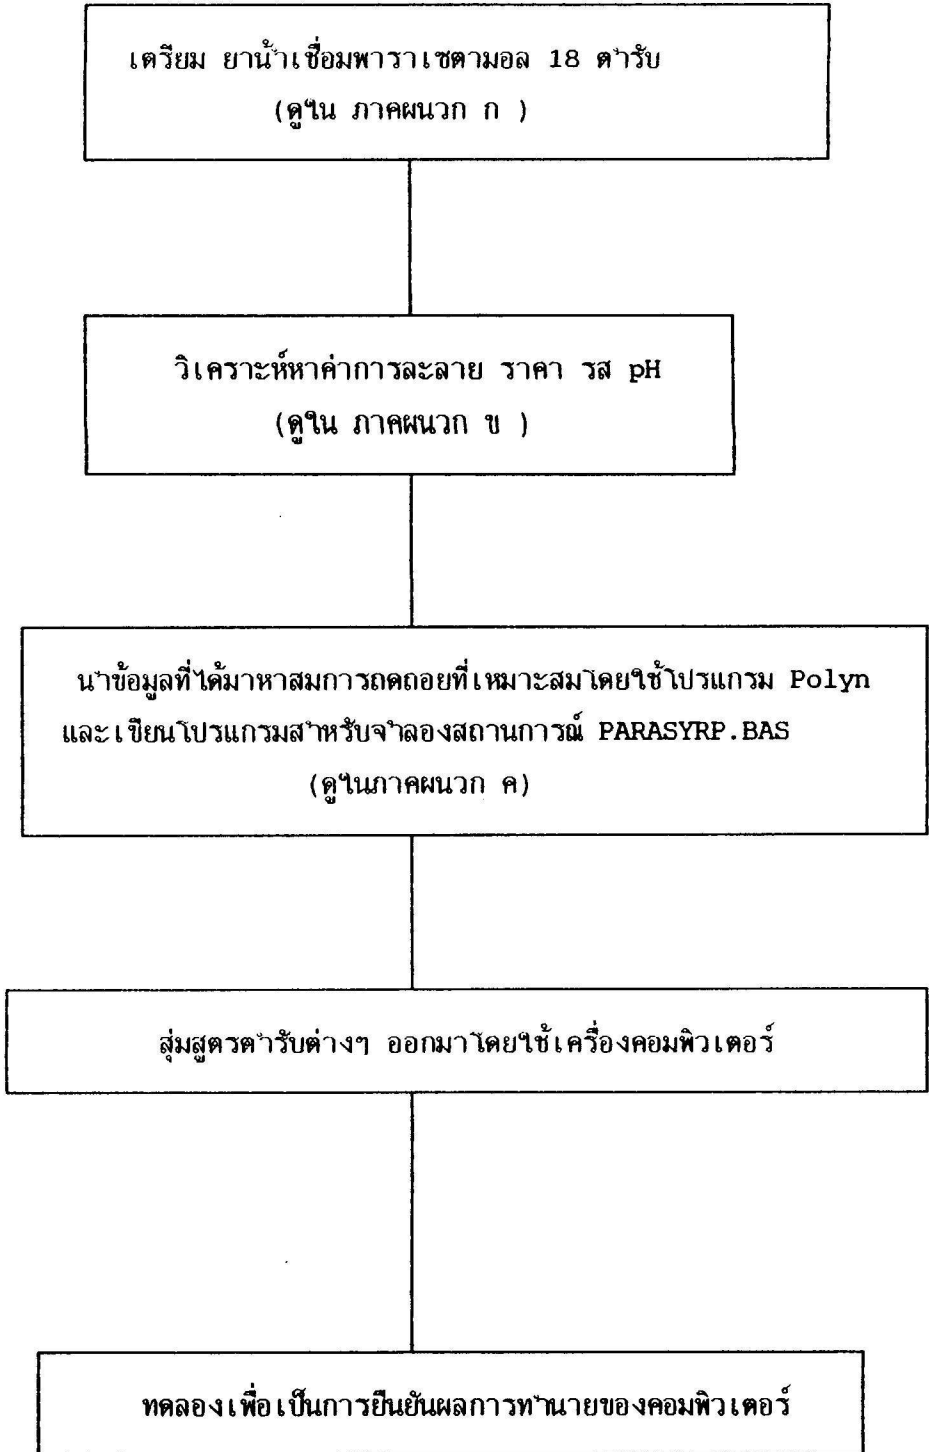 เตรียม ยาน้ำเชื่อมพาราเซตามอล 18 ตำรับ
(ดูใน ภาคผนวก ก )
วิเคราะห์หาค่าการละลาย ราคา รส pH
(ดูใน ภาคผนวก ข )
นำข้อมูลที่ได้มาหาสมการถดถอยที่เหมาะสมโดยใช้โปรแกรม Polyn
และเขียนโปรแกรมสำหรับจำลองสถานการณ์ PARASYRP.BAS
(ดูในภาคผนวก ค)
สุ่มสูตรตำรับต่างๆ ออกมาโดยใช้เครื่องคอมพิวเตอร์
ทดลองเพื่อเป็นการยืนยันผลการทำนายของคอมพิวเตอร์